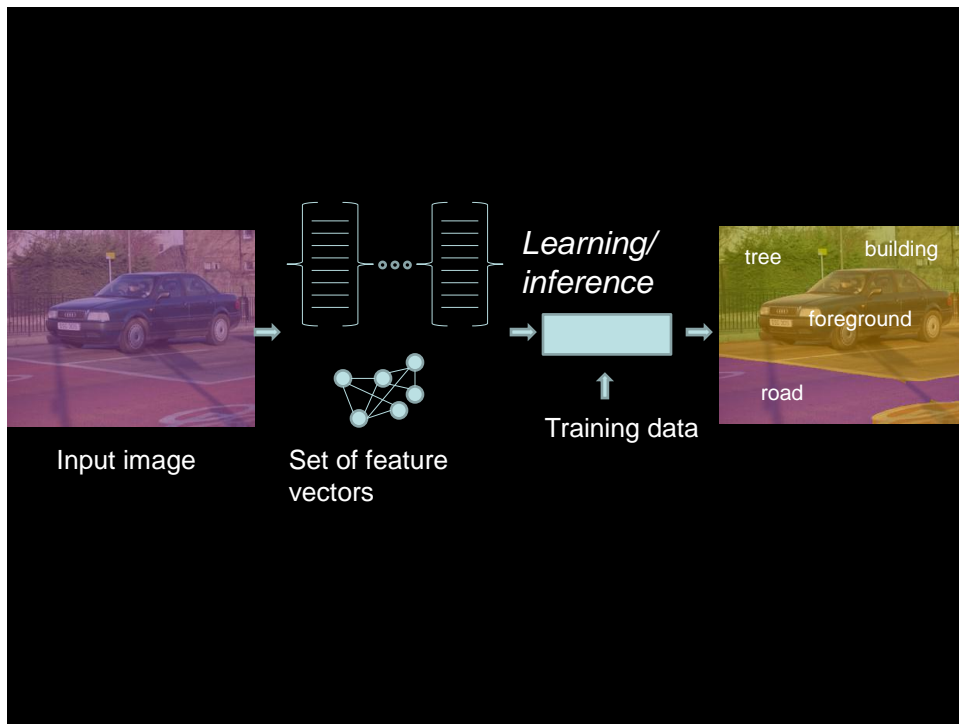 Learning/
inference
tree
building
foreground
road
Training data
Input image
Set of feature
vectors